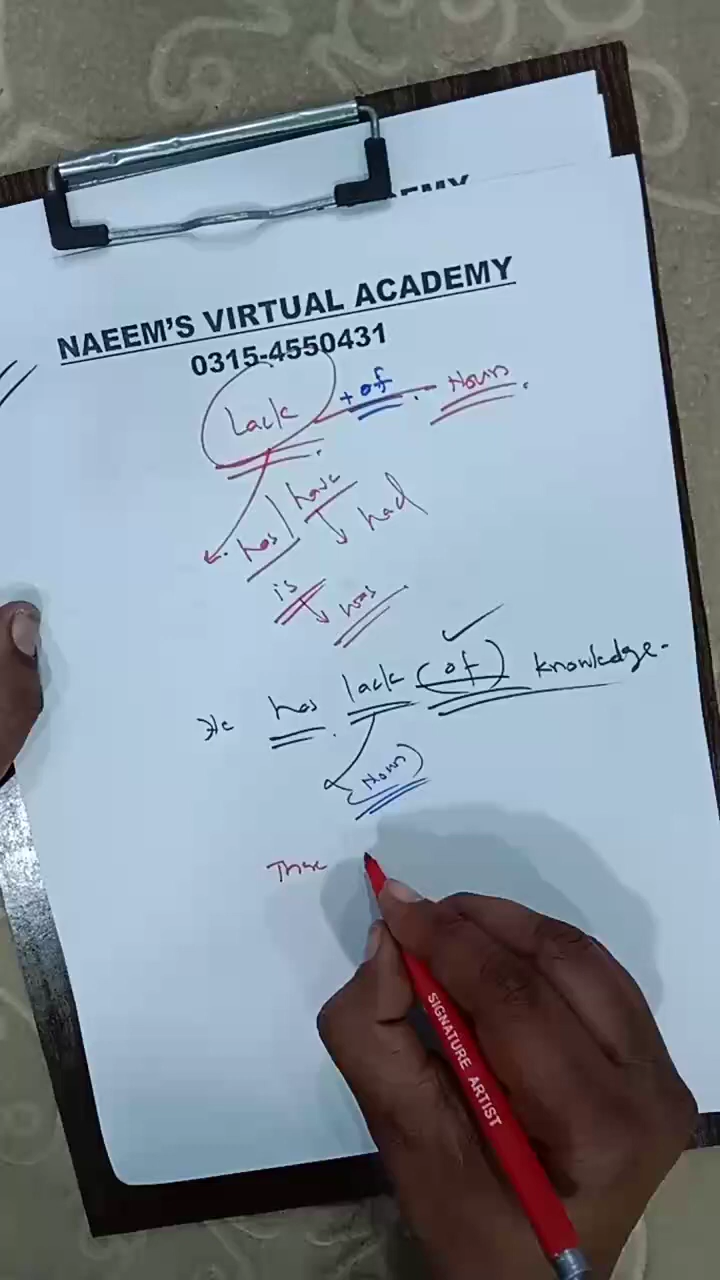 NAEEM'S VIRTUAL ACADEMY
0315-4550431
Lack + of Noun.
has / have
had
is
was
He has lack (of) knowledge.
(Noun)
There
SIGNATURE ARTIST